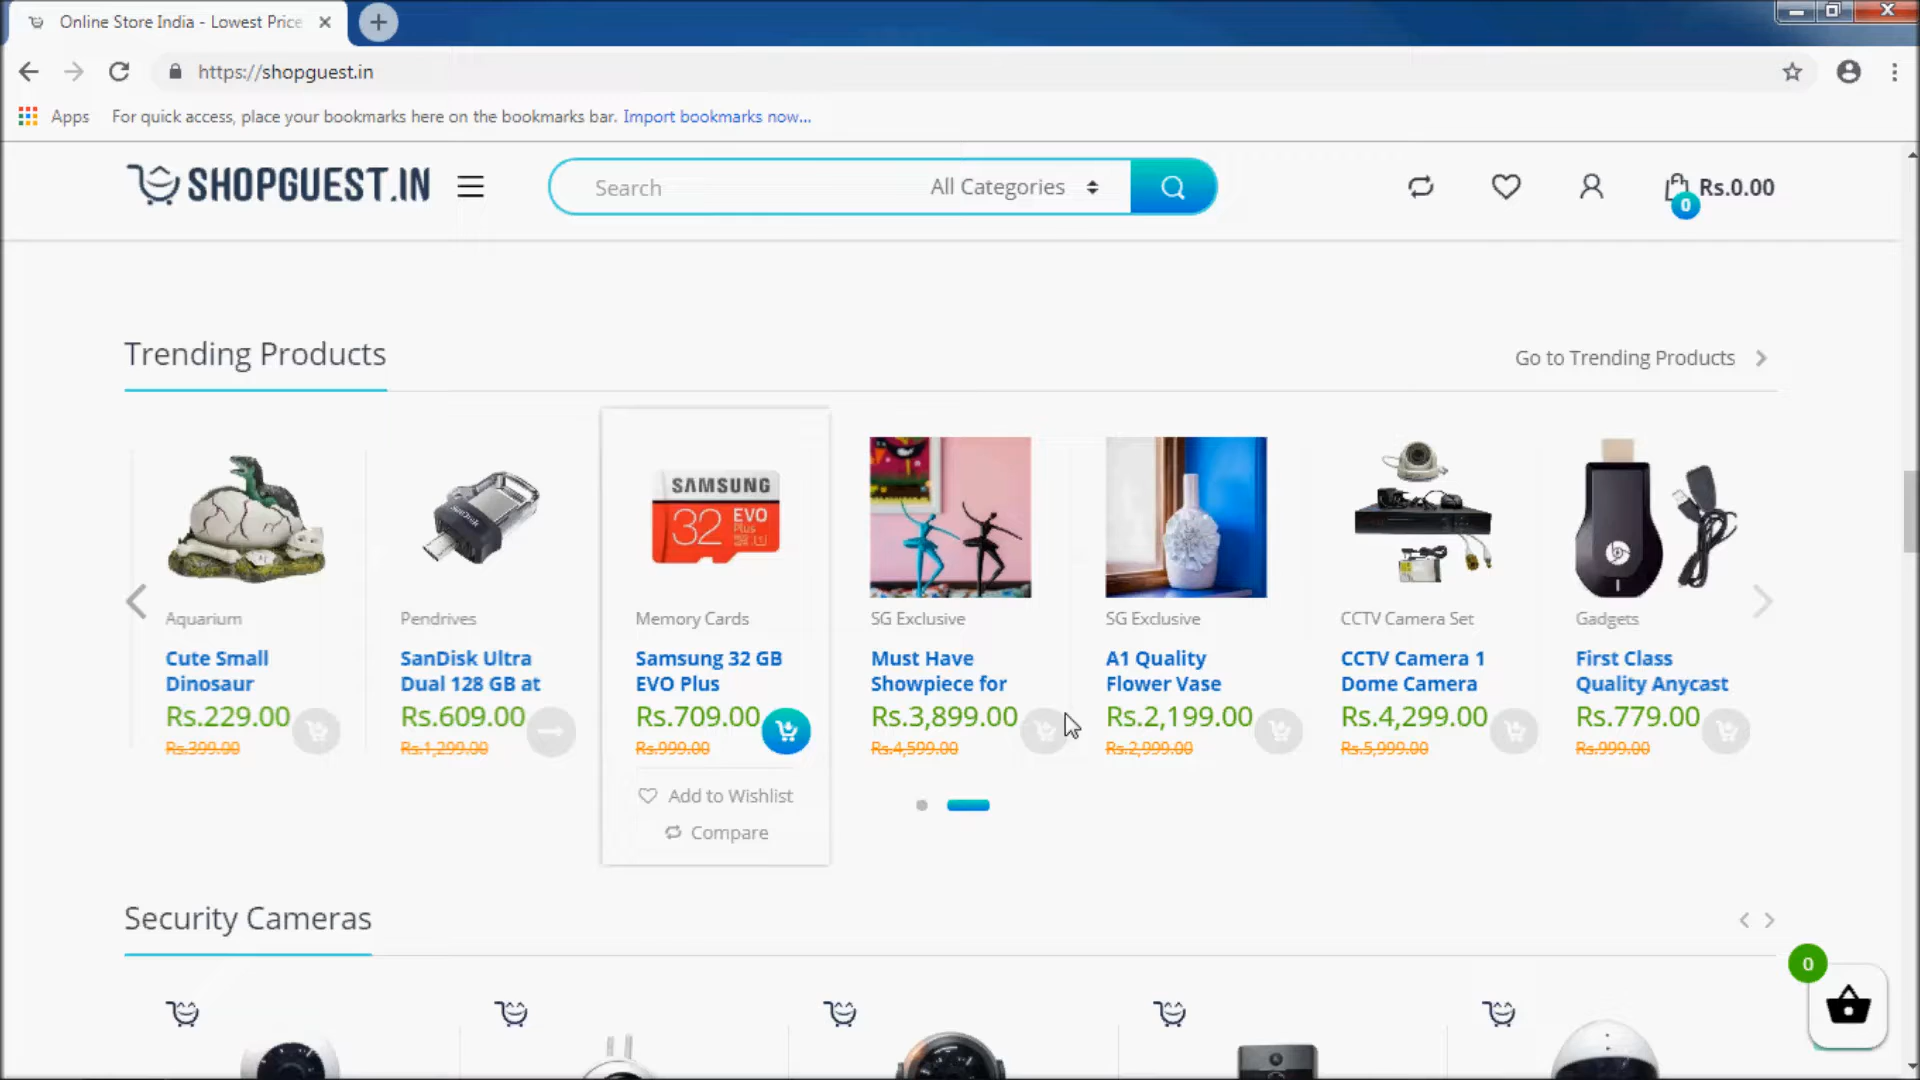 Online Store India - Lowest Price
https://shopguest.in
Apps For quick access, place your bookmarks here on the bookmarks bar. Import bookmarks now...
SHOPGUEST.IN
Search
All Categories
Rs.0.00
0
Trending Products
Go to Trending Products
SanDisk
SAMSUNG
32 EVO
Plus
Aquarium
Cute Small
Dinosaur
Rs.229.00
Rs.399.00
Pendrives
SanDisk Ultra
Dual 128 GB at
Rs.609.00
Rs.1,299.00
Memory Cards
Samsung 32 GB
EVO Plus
Rs.709.00
Rs.999.00
Add to Wishlist
Compare
SG Exclusive
Must Have
Showpiece for
Rs.3,899.00
Rs.4,599.00
SG Exclusive
A1 Quality
Flower Vase
Rs.2,199.00
Rs.2,999.00
CCTV Camera Set
CCTV Camera 1
Dome Camera
Rs.4,299.00
Rs.5,999.00
Gadgets
First Class
Quality Anycast
Rs.779.00
Rs.999.00
Security Cameras
0